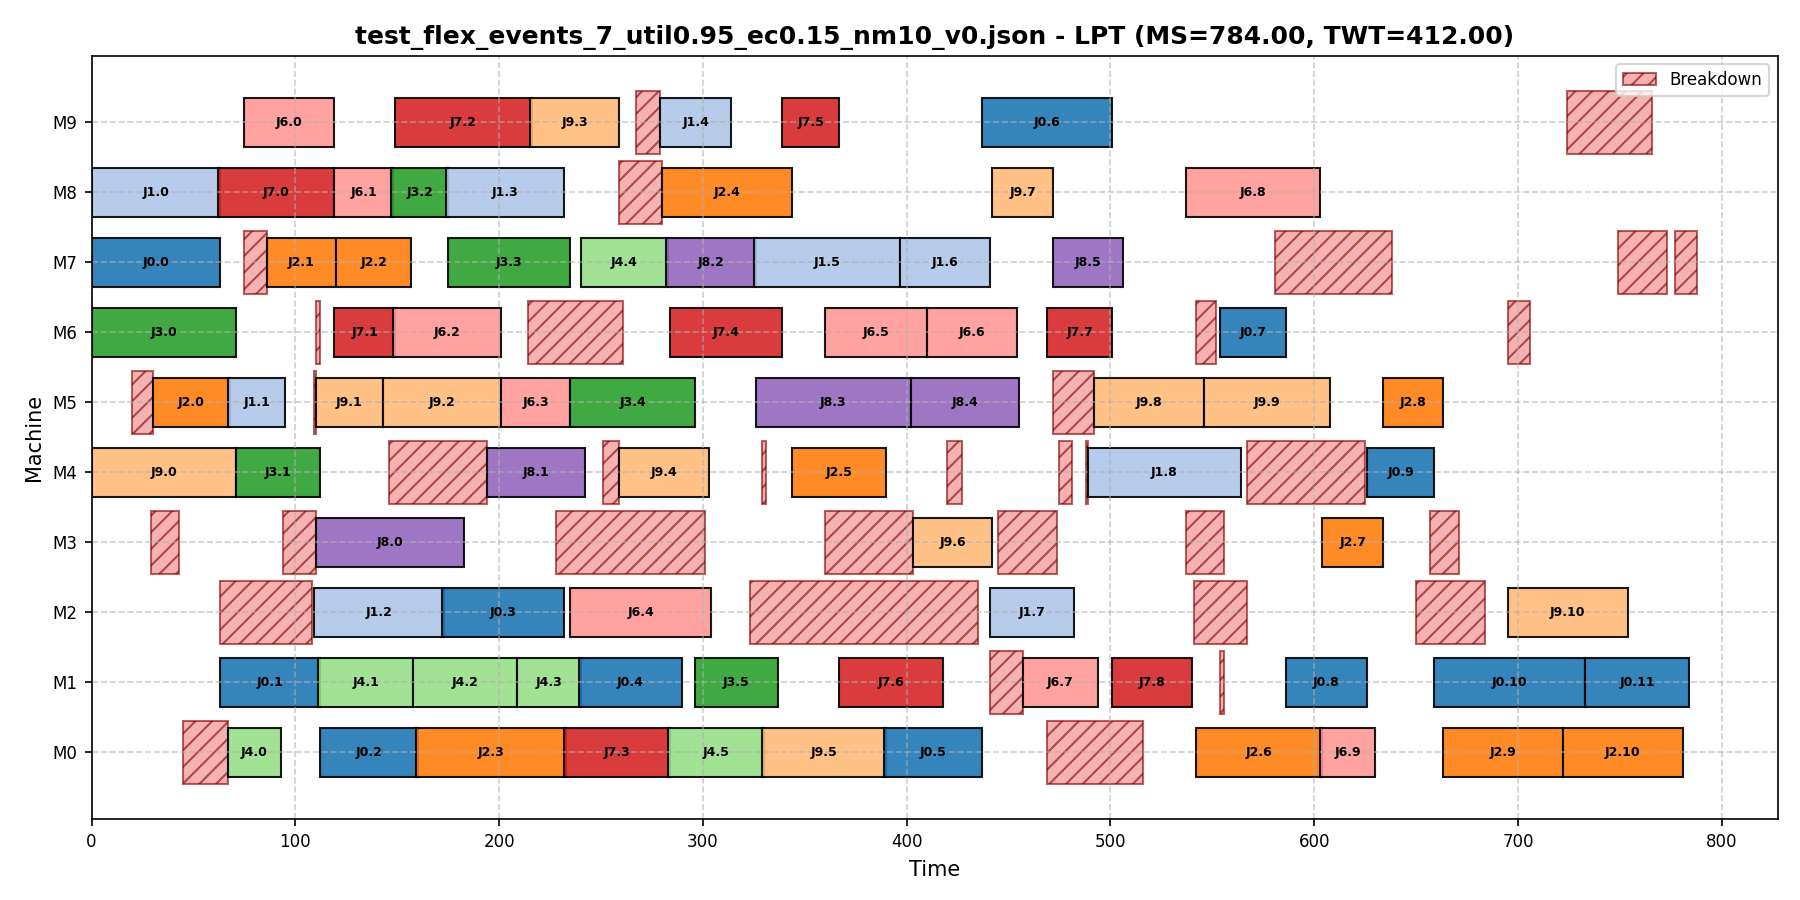 test_flex_events_7_util0.95_ec0.15_nm10_v0.json - LPT (MS=784.00, TWT=412.00)
Breakdown
M9 J6.0 J7.2 J9.3 J1.4 J7.5 J0.6
M8 J1.0 J7.0 J6.1 J3.2 J1.3 J2.4 J9.7 J6.8
M7 J0.0 J2.1 J2.2 J3.3 J4.4 J8.2 J1.5 J1.6 J8.5
M6 J3.0 J7.1 J6.2 J7.4 J6.5 J6.6 J7.7 J0.7
M5 J2.0 J1.1 J9.1 J9.2 J6.3 J3.4 J8.3 J8.4 J9.8 J9.9 J2.8
M4 J9.0 J3.1 J8.1 J9.4 J2.5 J1.8 J0.9
M3 J8.0 J9.6 J2.7
M2 J1.2 J0.3 J6.4 J1.7 J9.10
M1 J0.1 J4.1 J4.2 J4.3 J0.4 J3.5 J7.6 J6.7 J7.8 J0.8 J0.10 J0.11
M0 J4.0 J0.2 J2.3 J7.3 J4.5 J9.5 J0.5 J2.6 J6.9 J2.9 J2.10
Machine
0 100 200 300 400 500 600 700 800
Time